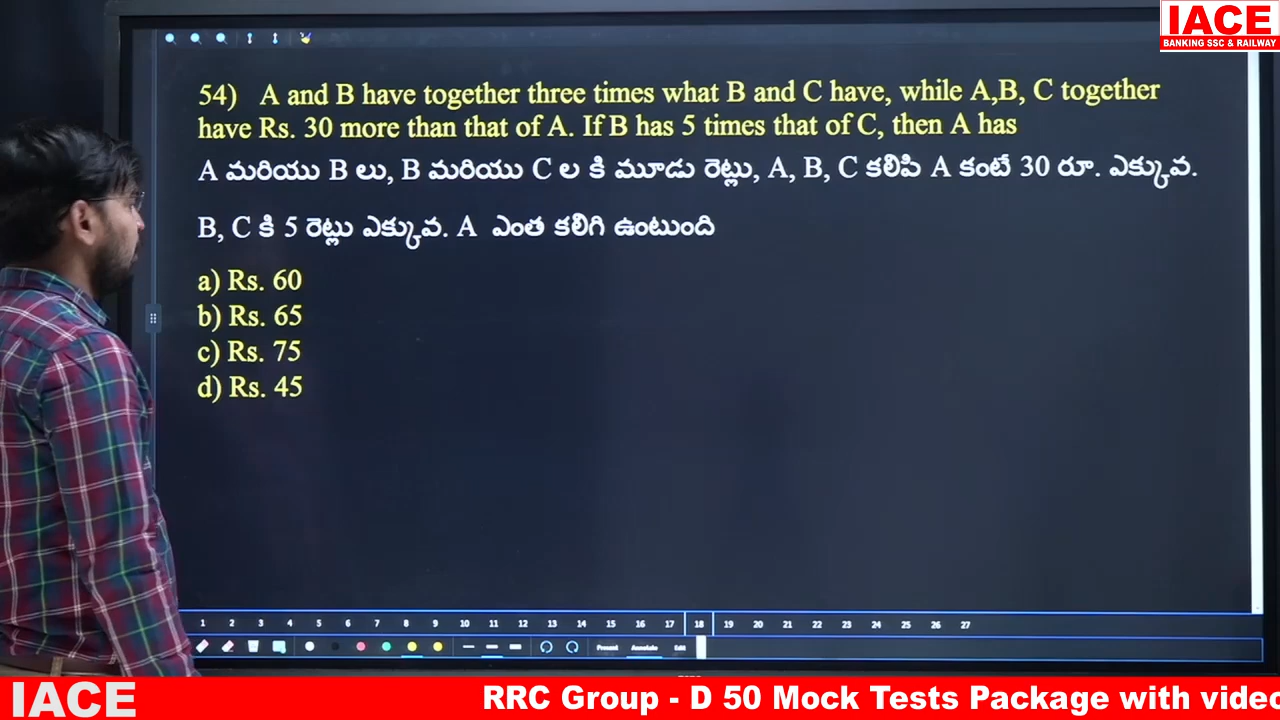 IACE
BANKING SSC & RAILWAY
54) A and B have together three times what B and C have, while A,B, C together
have Rs. 30 more than that of A. If B has 5 times that of C, then A has
A మరియు B లు, B మరియు C ల కి మూడు రెట్లు, A, B, C కలిపి A కంటే 30 రూ. ఎక్కువ.
B, C కి 5 రెట్లు ఎక్కువ. A ఎంత కలిగి ఉంటుంది
a) Rs. 60
b) Rs. 65
c) Rs. 75
d) Rs. 45
1 2 3 4 5 6 7 8 9 10 11 12 13 14 15 16 17 18 19 20 21 22 23 24 25 26 27
Present Annotate Edit
IACE
RRC Group - D 50 Mock Tests Package with video